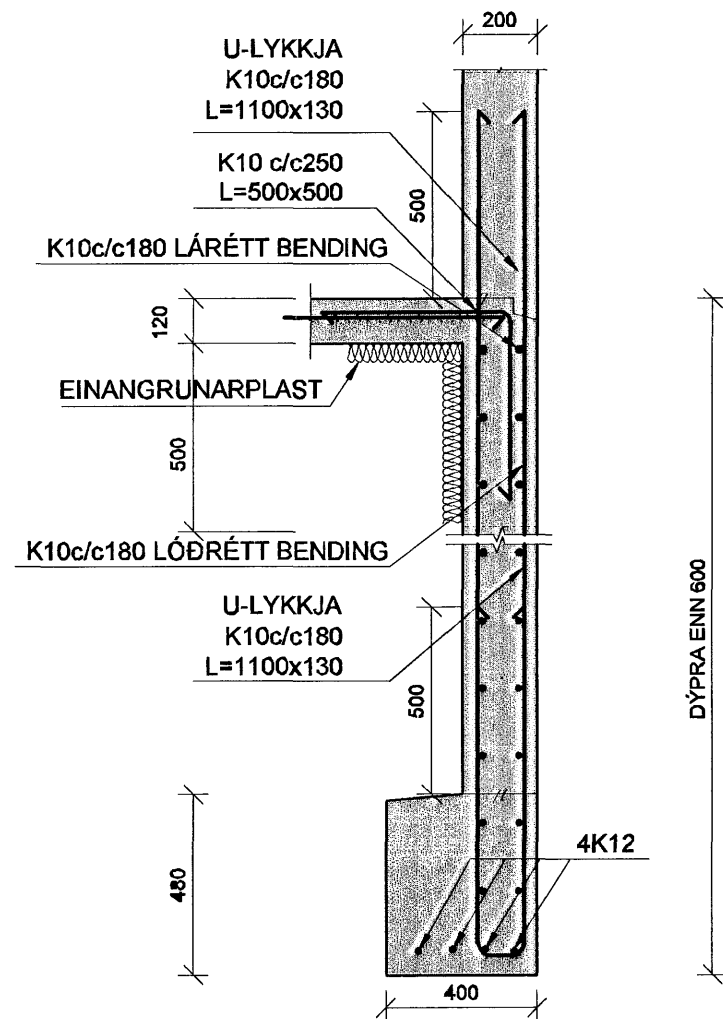 200
U-LYKKJA
K10c/c180
L=1100x130
K10 c/c250
L=500x500
500
K10c/c180 LÁRÉTT BENDING
120
EINANGRUNARPLAST
500
K10c/c180 LÓÐRÉTT BENDING
U-LYKKJA
K10c/c180
L=1100x130
500
DÝPRA ENN 600
4K12
480
400